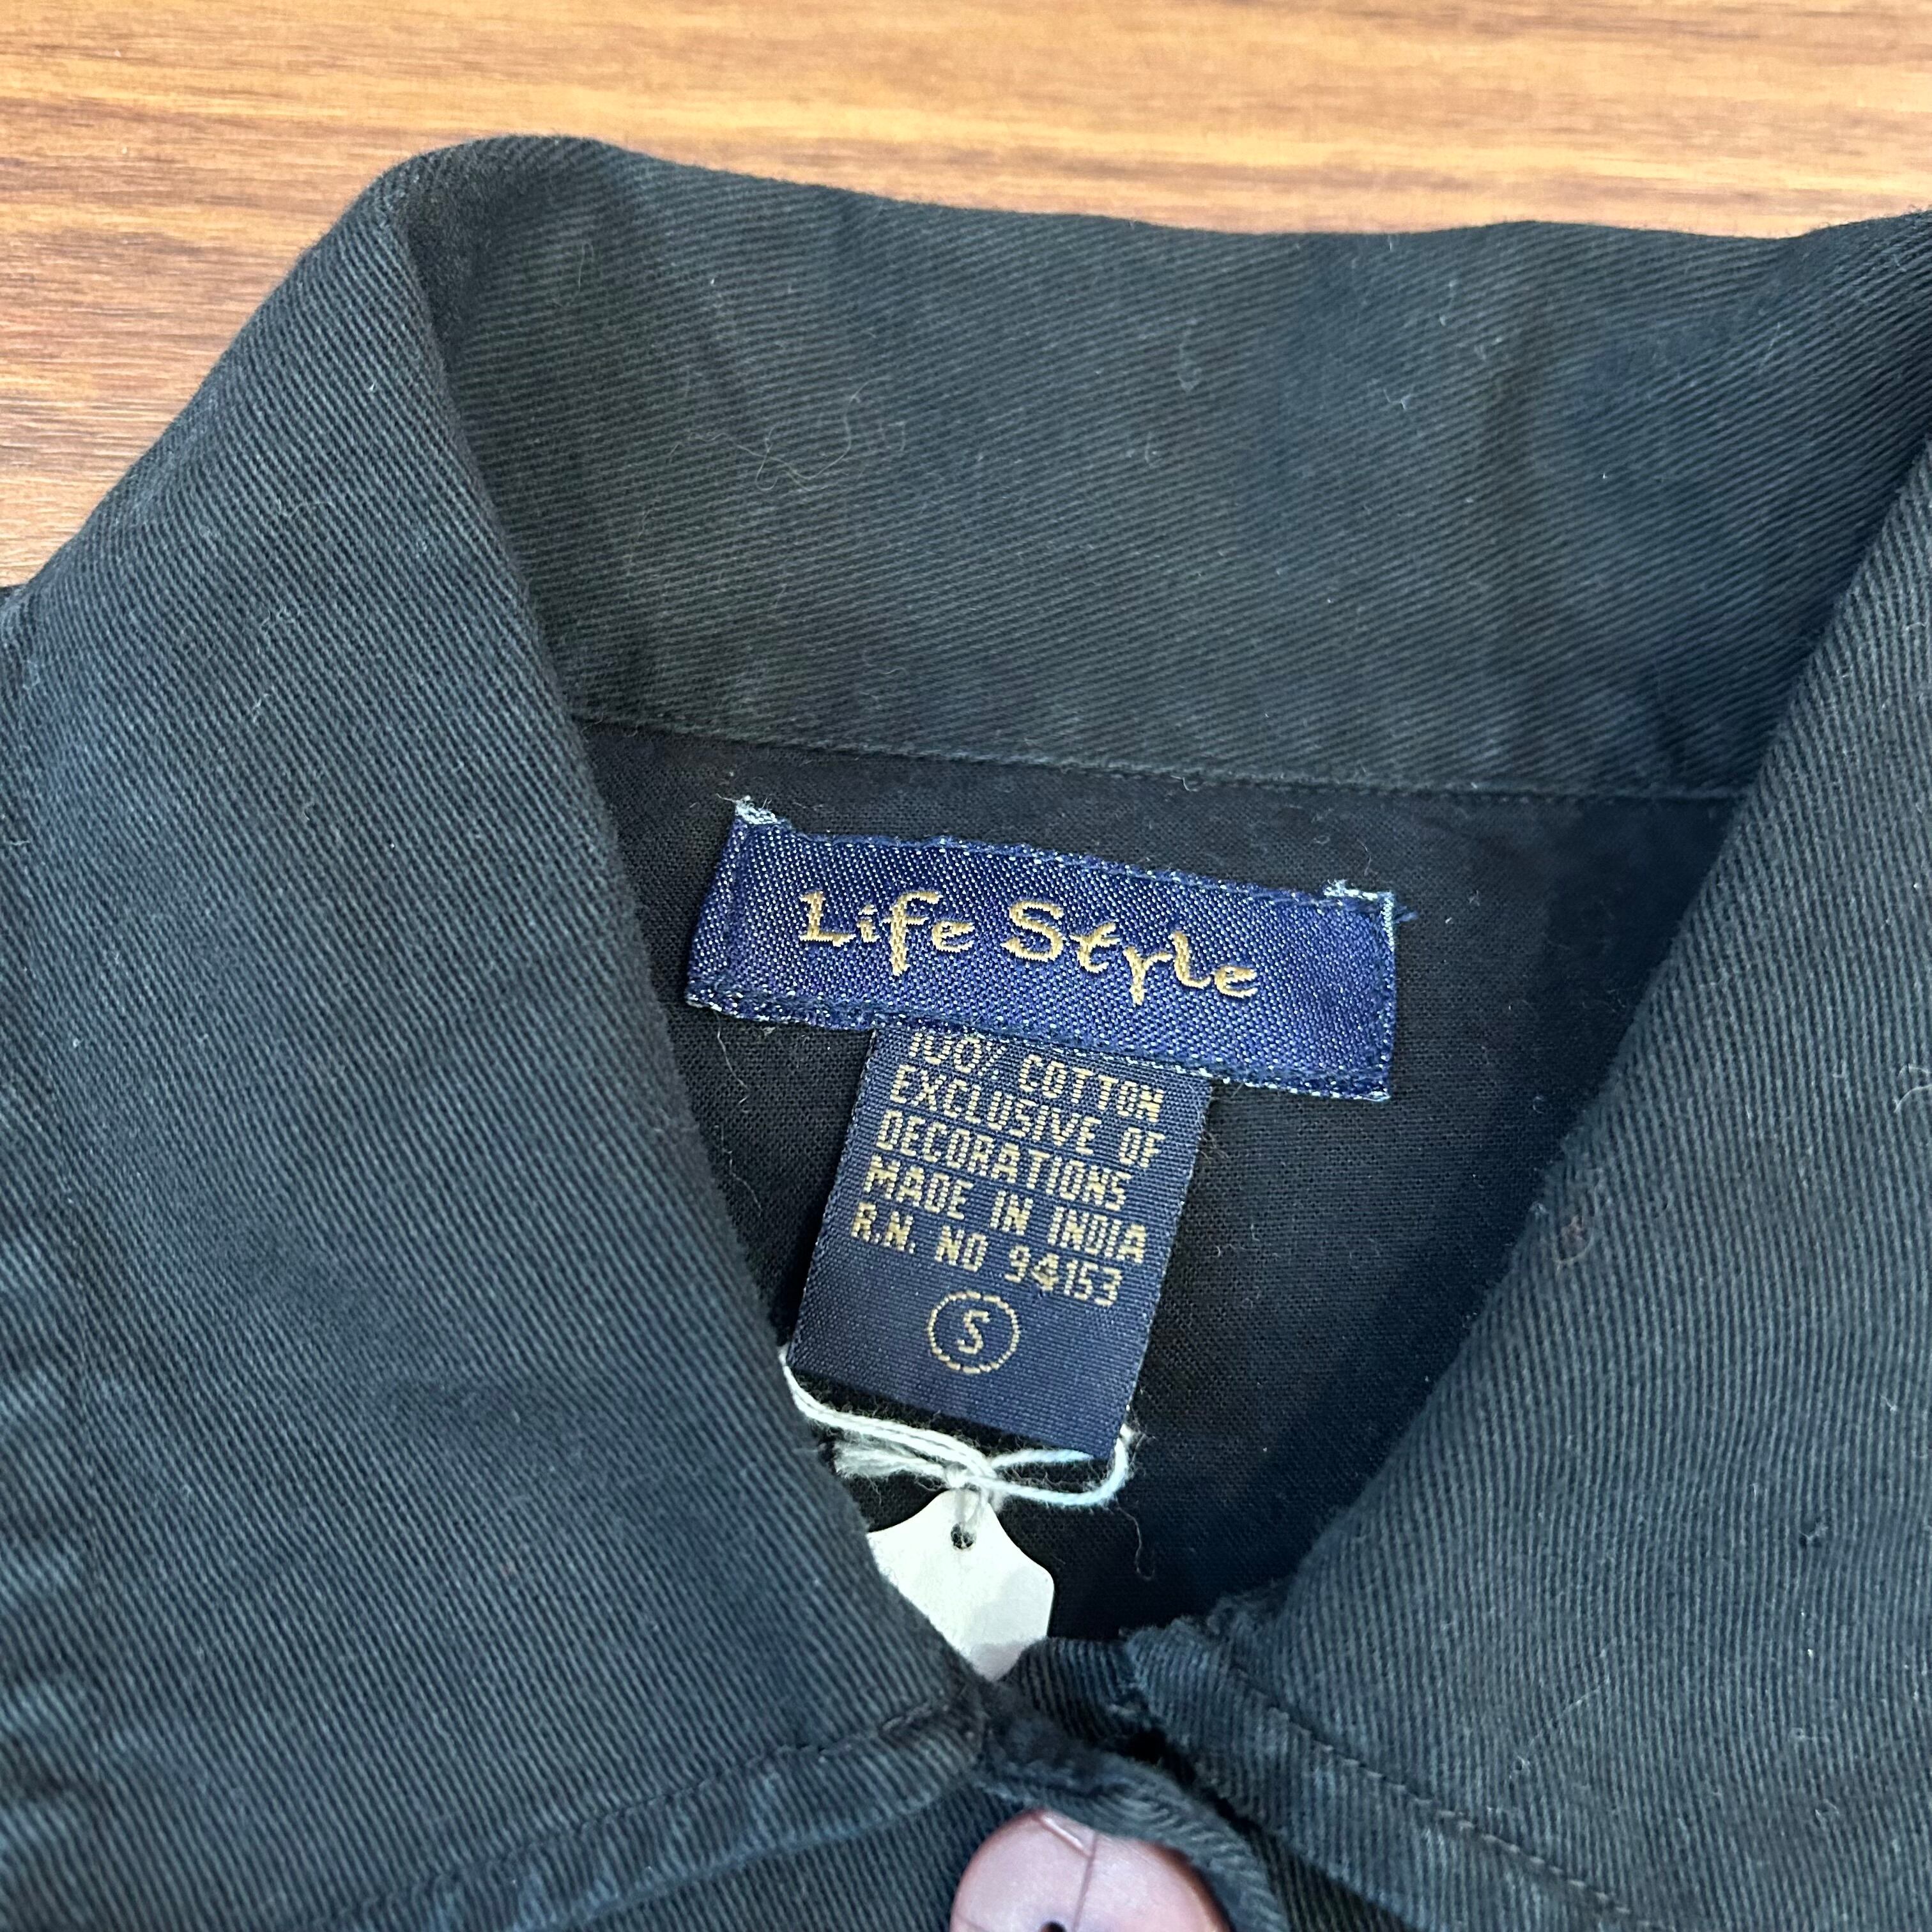 Life Style
100% COTTON
EXCLUSIVE OF
DECORATIONS
MADE IN INDIA
R.N. NO 94153
S